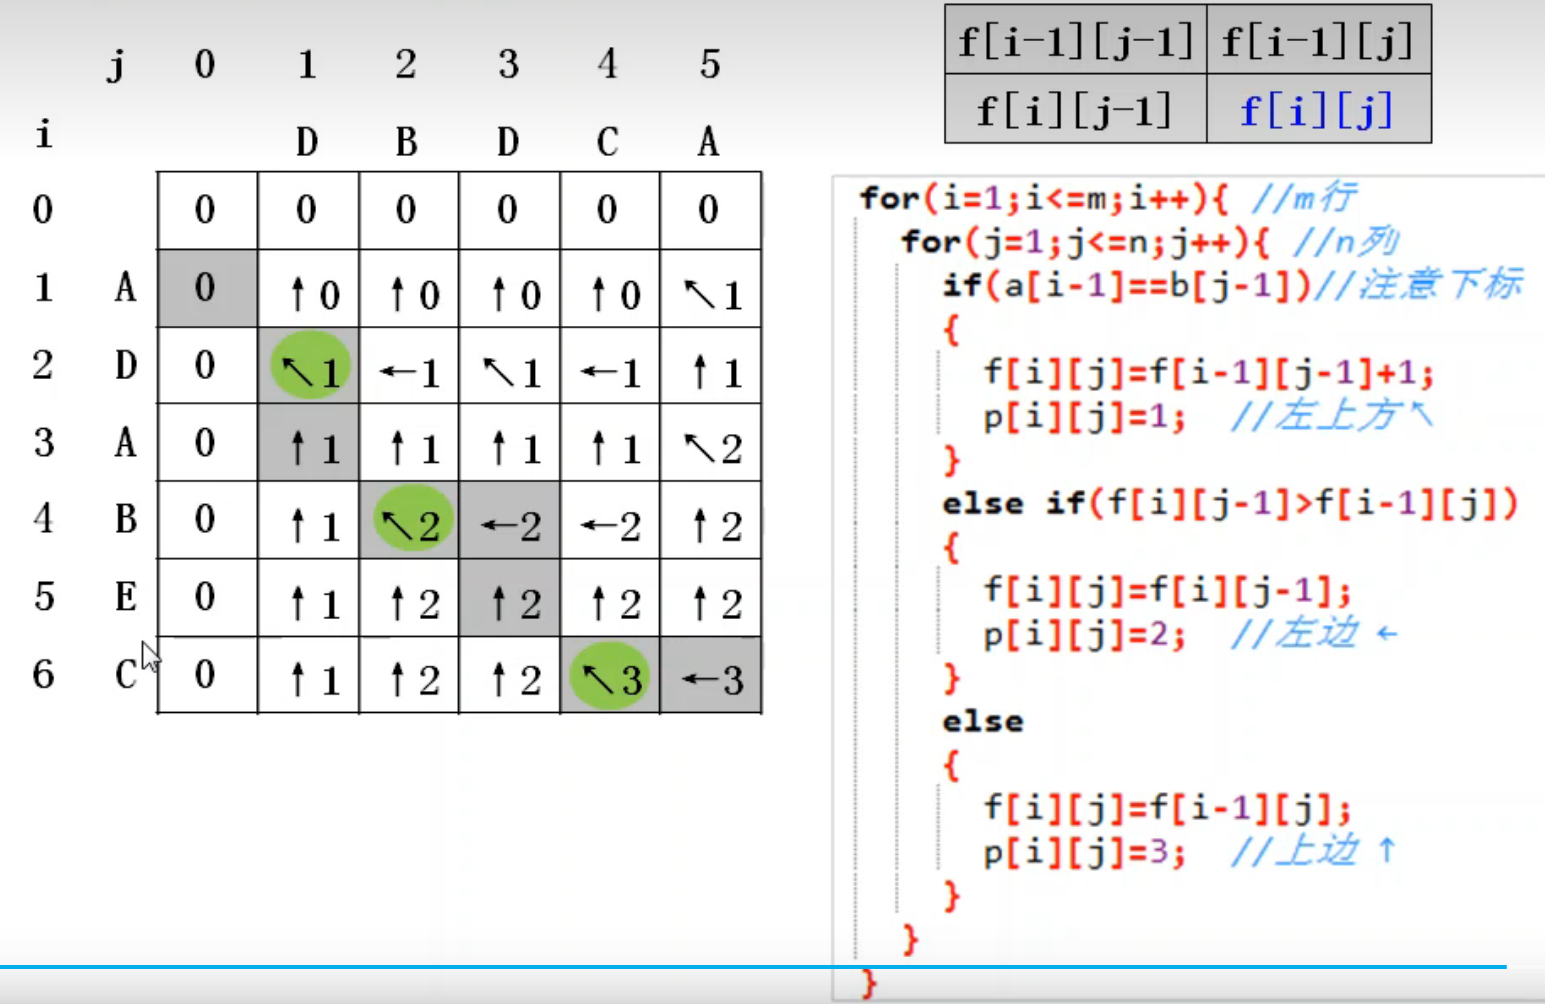 j 0 1 2 3 4 5
i D B D C A
0 0 0 0 0 0 0
1 A 0 ↑0 ↑0 ↑0 ↑0 ↖1
2 D 0 ↖1 ←1 ↖1 ←1 ↑1
3 A 0 ↑1 ↑1 ↑1 ↑1 ↖2
4 B 0 ↑1 ↖2 ←2 ←2 ↑2
5 E 0 ↑1 ↑2 ↑2 ↑2 ↑2
6 C 0 ↑1 ↑2 ↑2 ↖3 ←3
f[i-1][j-1] f[i-1][j]
f[i][j-1] f[i][j]
for(i=1;i<=m;i++){ //m行
for(j=1;j<=n;j++){ //n列
if(a[i-1]==b[j-1])//注意下标
{
f[i][j]=f[i-1][j-1]+1;
p[i][j]=1; //左上方↖
}
else if(f[i][j-1]>f[i-1][j])
{
f[i][j]=f[i][j-1];
p[i][j]=2; //左边 ←
}
else
{
f[i][j]=f[i-1][j];
p[i][j]=3; //上边 ↑
}
}
}